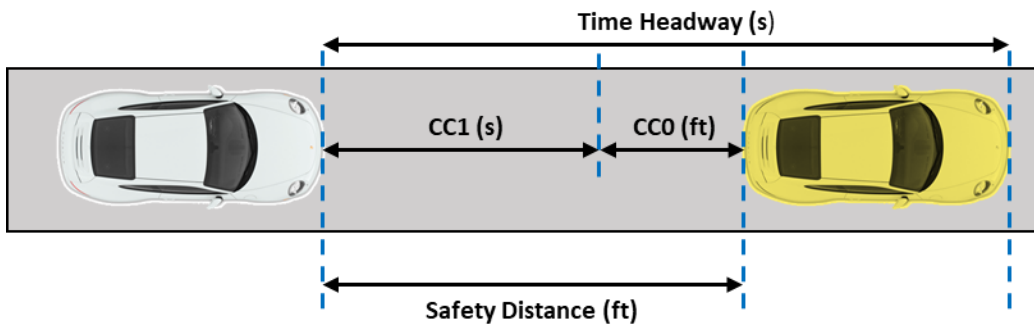 Time Headway (s)
CC1 (s)
CC0 (ft)
Safety Distance (ft)